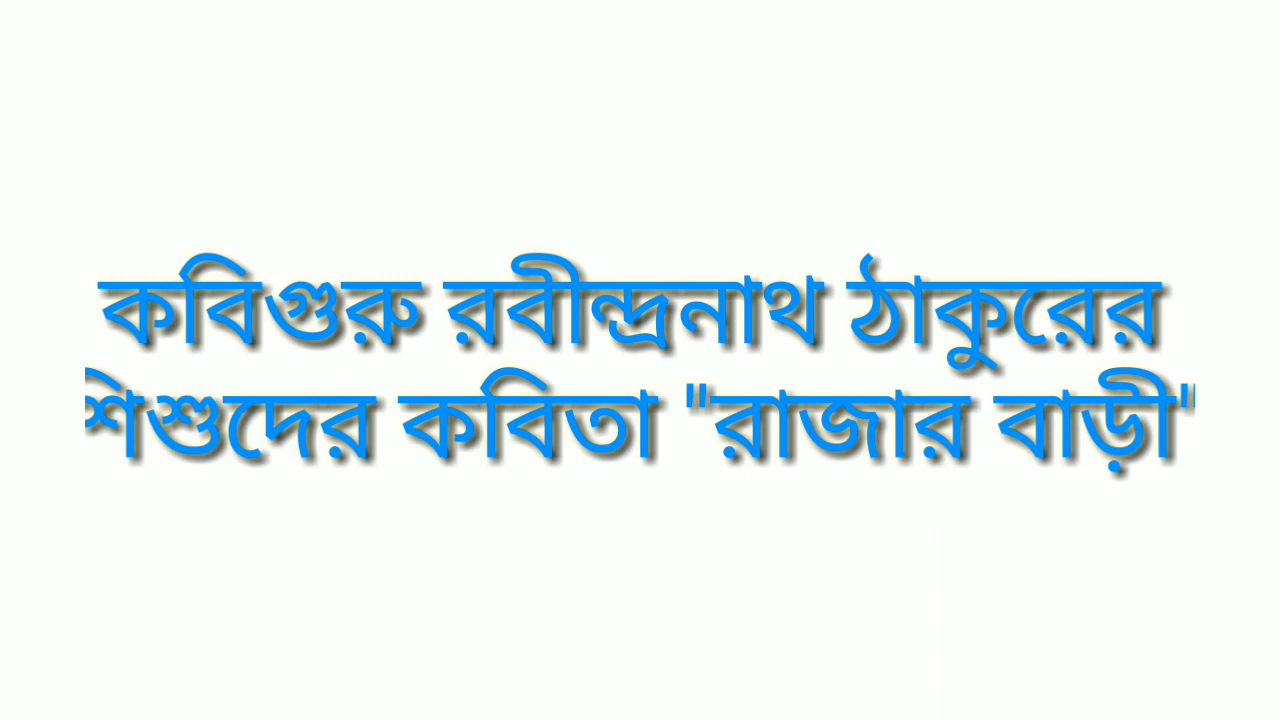 কবিগুরু রবীন্দ্রনাথ ঠাকুরের
শিশুদের কবিতা "রাজার বাড়ী"